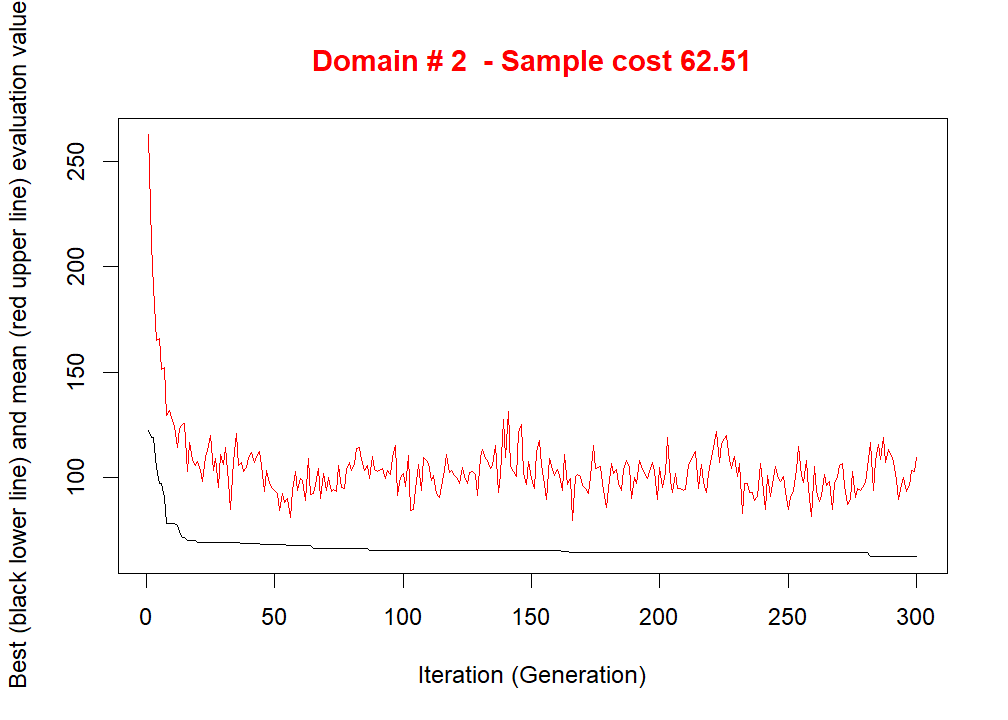 Domain # 2  - Sample cost 62.51
Best (black lower line) and mean (red upper line) evaluation value
250
200
150
100
0 50 100 150 200 250 300
Iteration (Generation)